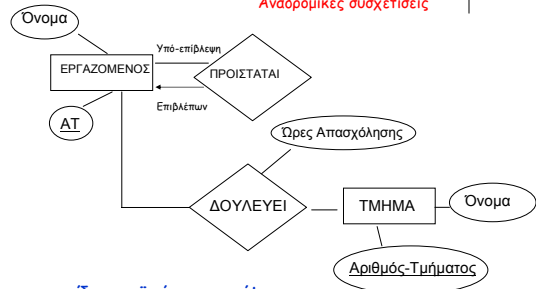 Αναδρομικές συσχετίσεις
Όνομα
Υπό-επίβλεψη
ΕΡΓΑΖΟΜΕΝΟΣ
ΠΡΟΙΣΤΑΤΑΙ
Επιβλέπων
ΑΤ
Ώρες Απασχόλησης
ΔΟΥΛΕΥΕΙ
ΤΜΗΜΑ
Όνομα
Αριθμός-Τμήματος